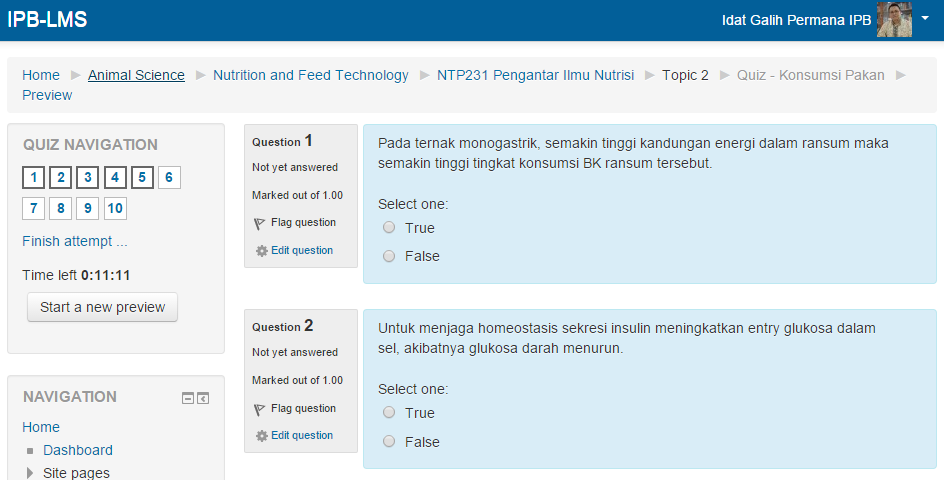 IPB-LMS
Idat Galih Permana IPB
Home Animal Science Nutrition and Feed Technology NTP231 Pengantar Ilmu Nutrisi Topic 2 Quiz - Konsumsi Pakan
Preview
QUIZ NAVIGATION
1 2 3 4 5 6
7 8 9 10
Finish attempt ...
Time left 0:11:11
Start a new preview
NAVIGATION
Home
Dashboard
Site pages
Question 1
Not yet answered
Marked out of 1.00
Flag question
Edit question
Pada ternak monogastrik, semakin tinggi kandungan energi dalam ransum maka
semakin tinggi tingkat konsumsi BK ransum tersebut.
Select one:
True
False
Question 2
Not yet answered
Marked out of 1.00
Flag question
Edit question
Untuk menjaga homeostasis sekresi insulin meningkatkan entry glukosa dalam
sel, akibatnya glukosa darah menurun.
Select one:
True
False